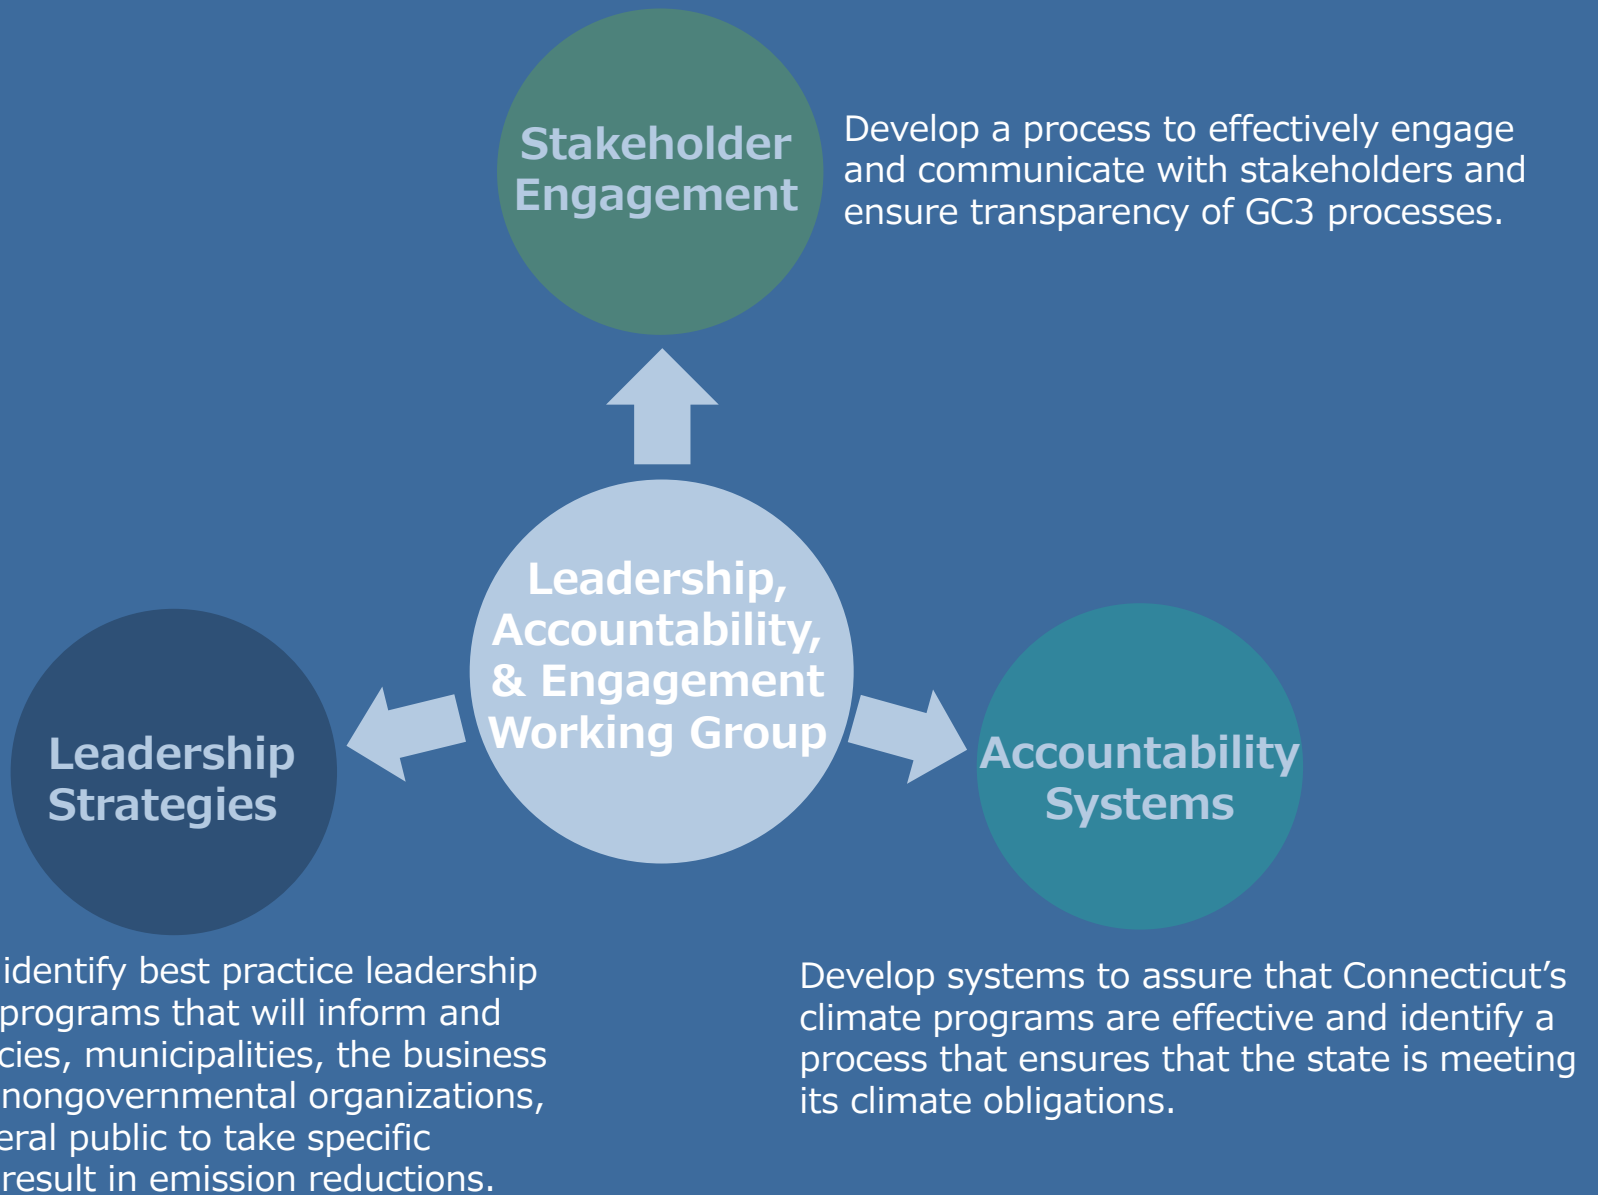 Stakeholder
Engagement
Develop a process to effectively engage
and communicate with stakeholders and
ensure transparency of GC3 processes.
Leadership,
Accountability,
& Engagement
Working Group
Leadership
Strategies
Accountability
Systems
identify best practice leadership
programs that will inform and
cies, municipalities, the business
nongovernmental organizations,
eral public to take specific
result in emission reductions.
Develop systems to assure that Connecticut’s
climate programs are effective and identify a
process that ensures that the state is meeting
its climate obligations.